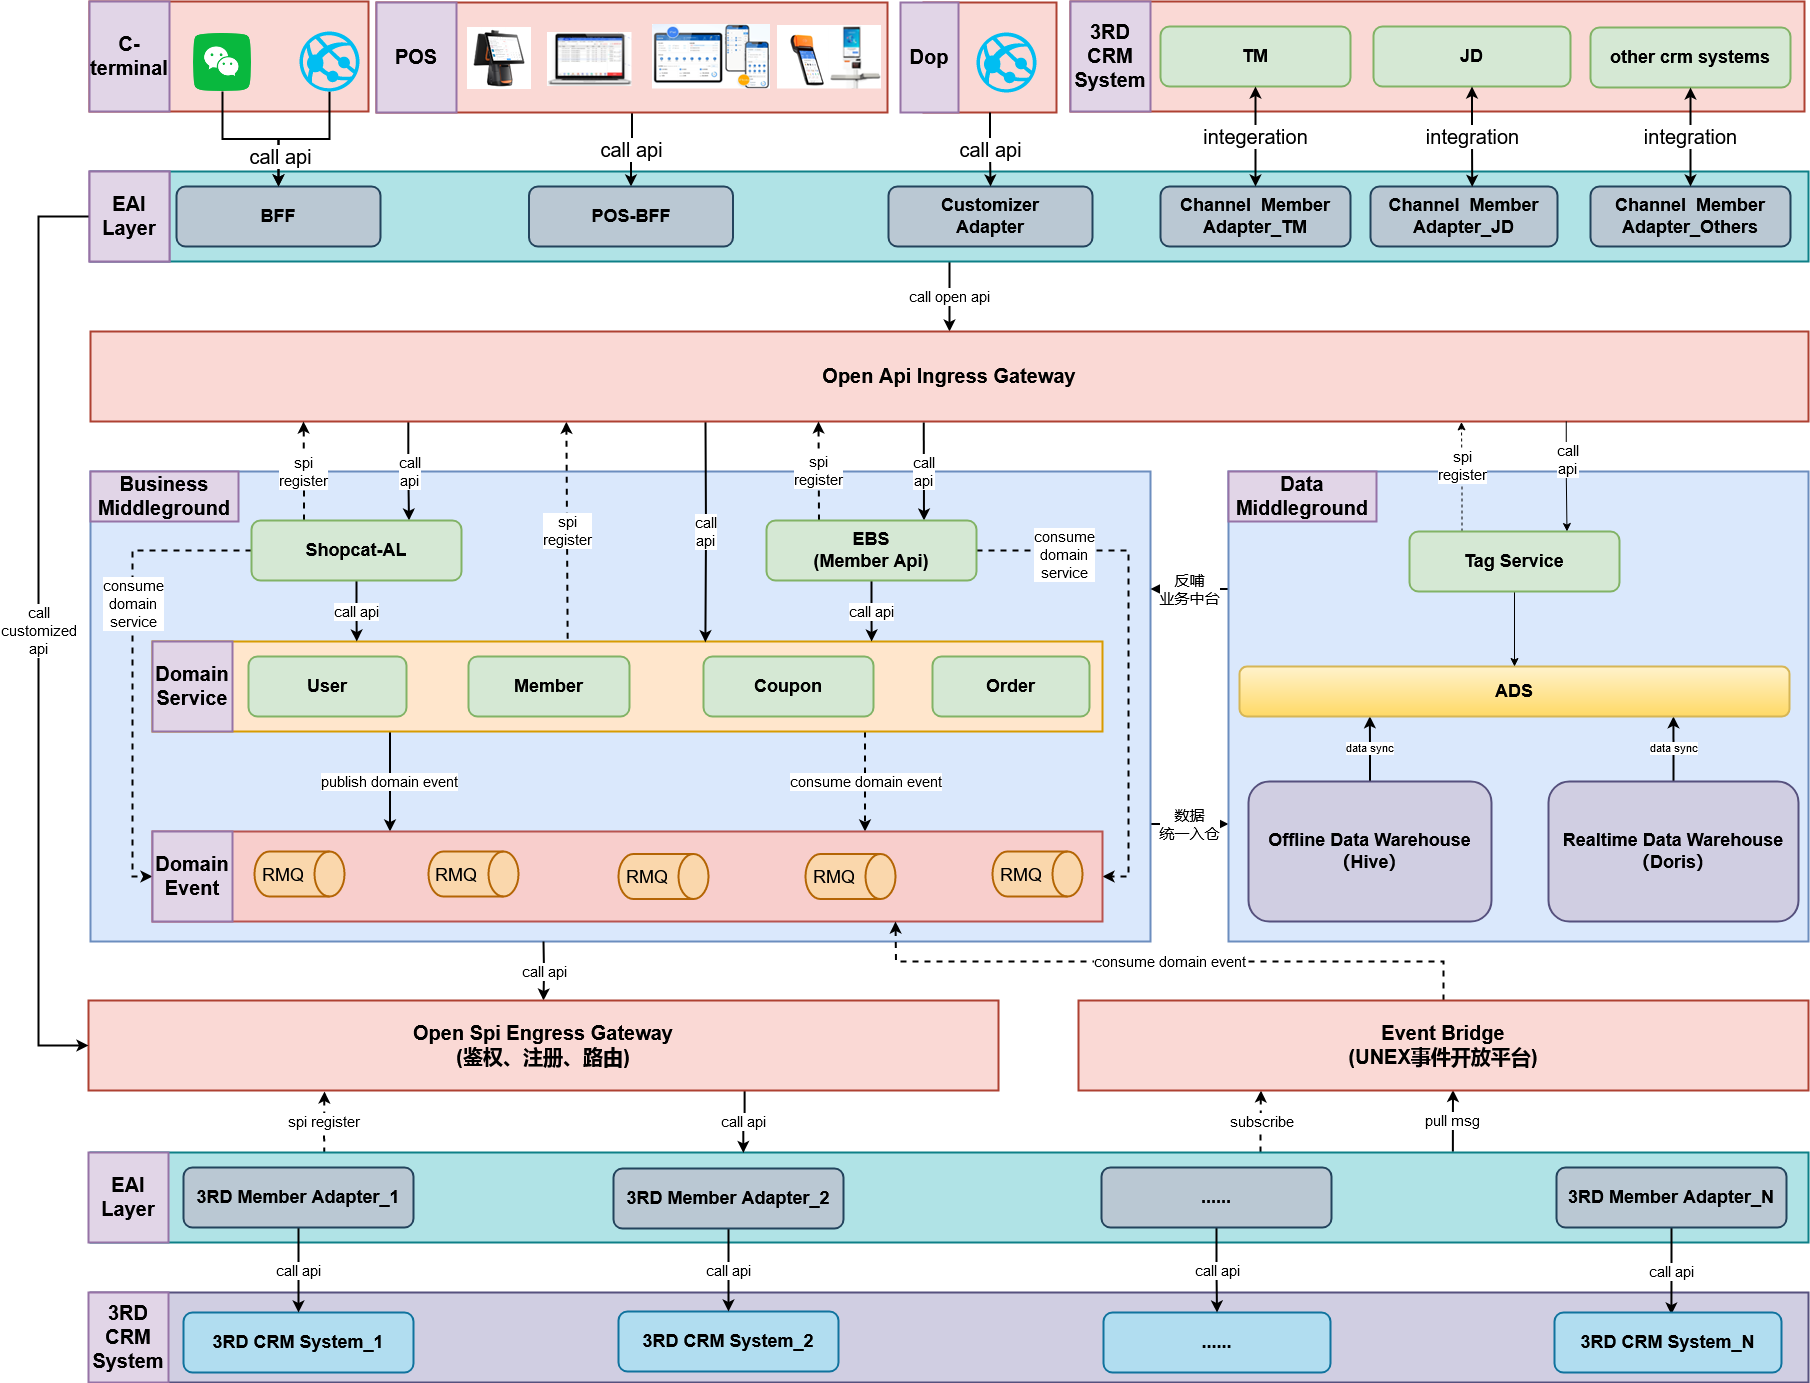 C-
terminal
POS
Dop
3RD
CRM
System
TM
JD
other crm systems
call api
call api
call api
integeration
integration
integration
EAI
Layer
BFF
POS-BFF
Customizer
Adapter
Channel  Member
Adapter_TM
Channel  Member
Adapter_JD
Channel  Member
Adapter_Others
call open api
Open Api Ingress Gateway
spi
register
call
api
spi
register
call
api
spi
register
call
api
spi
register
call
api
Business
Middleground
Data
Middleground
Shopcat-AL
EBS
(Member Api)
consume
domain
service
Tag Service
consume
domain
service
call api
call api
反哺
业务中台
call
customized
api
Domain
Service
User
Member
Coupon
Order
ADS
publish domain event
consume domain event
data sync
data sync
数据
统一入仓
Domain
Event
RMQ
RMQ
RMQ
RMQ
RMQ
Offline Data Warehouse
（Hive）
Realtime Data Warehouse
（Doris）
call api
consume domain event
Open Spi Engress Gateway
(鉴权、注册、路由)
Event Bridge
(UNEX事件开放平台)
spi register
call api
subscribe
pull msg
EAI
Layer
3RD Member Adapter_1
3RD Member Adapter_2
......
3RD Member Adapter_N
call api
call api
call api
call api
3RD
CRM
System
3RD CRM System_1
3RD CRM System_2
......
3RD CRM System_N